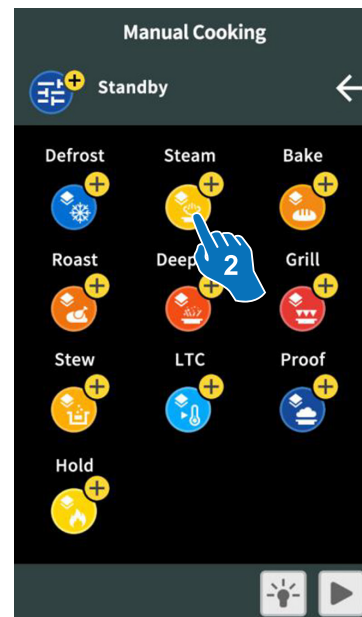 Manual Cooking
Standby
Defrost Steam Bake
Roast Deep Grill
2
Stew LTC Proof
Hold